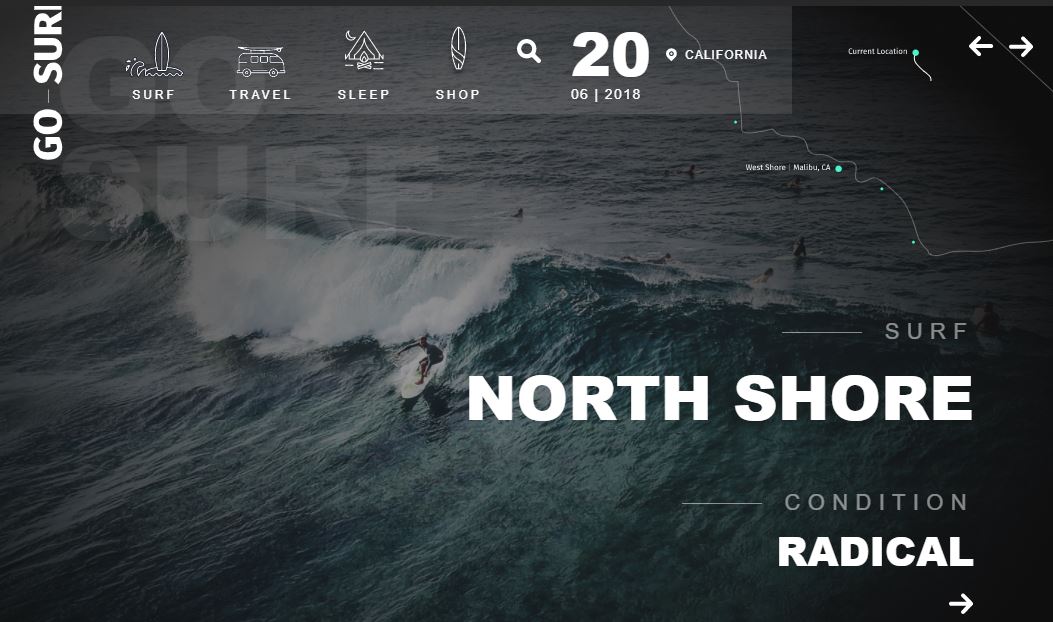 GO — SURF
GO
SURF
SURF
TRAVEL
SLEEP
SHOP
20
06 | 2018
CALIFORNIA
Current Location
West Shore | Malibu, CA
SURF
NORTH SHORE
CONDITION
RADICAL